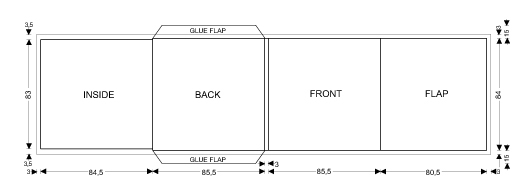 3,5
GLUE FLAP
3
15
83
INSIDE
BACK
FRONT
FLAP
84
3,5
GLUE FLAP
3
15
3
84,5
85,5
85,5
80,5
3